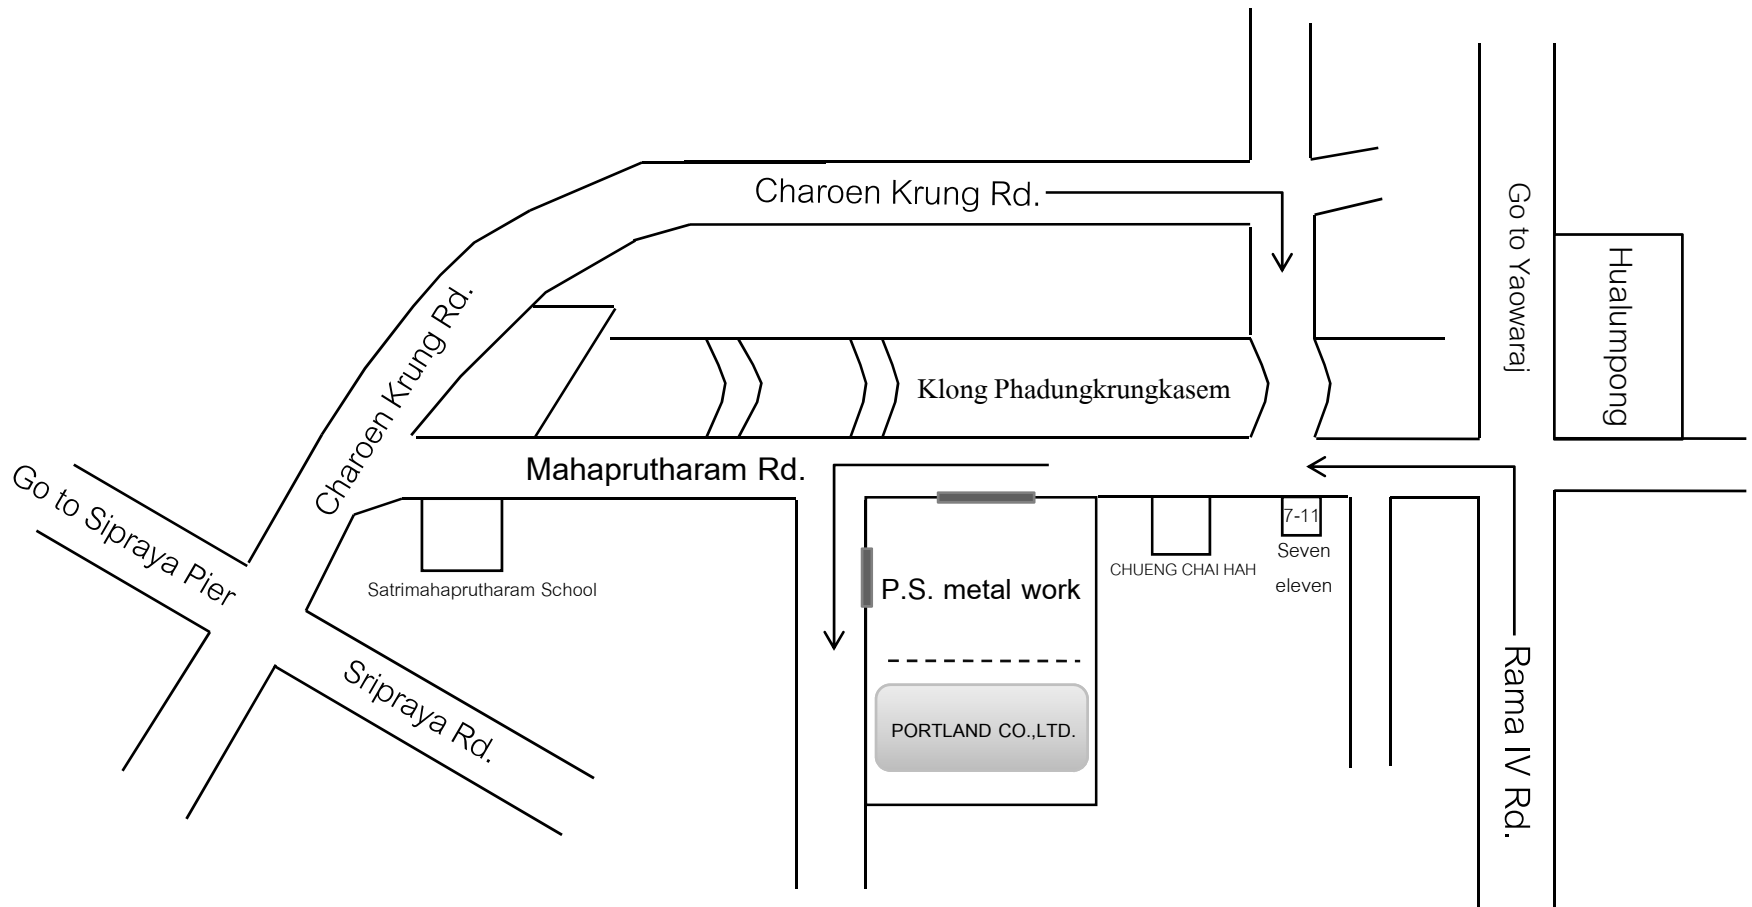 Charoen Krung Rd.
Go to Yaowaraj
Hualumpong
Charoen Krung Rd.
Klong Phadungkrungkasem
Mahaprutharam Rd.
Go to Sipraya Pier
7-11
Seven
eleven
CHUENG CHAI HAH
Satrimahaprutharam School
P.S. metal work
Sripraya Rd.
PORTLAND CO.,LTD.
Rama IV Rd.